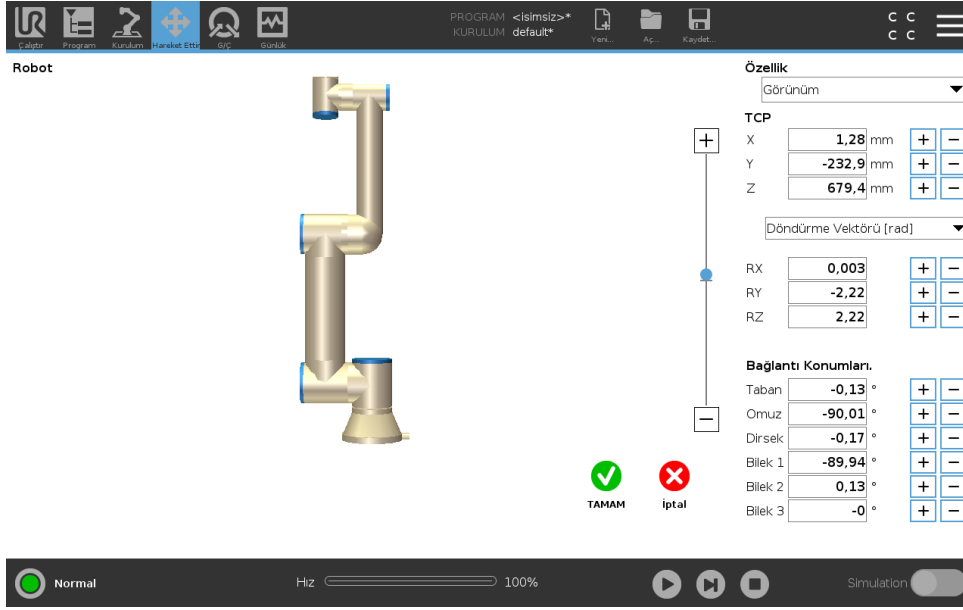 UR
PROGRAM <isimsiz>*
KURULUM default*
Çalıştır Program Kurulum Hareket Ettir G/Ç Günlük Yeni... Aç... Kaydet...
C C
C C
Robot
Özellik
Görünüm
TCP
X 1,28 mm + −
Y -232,9 mm + −
Z 679,4 mm + −
Döndürme Vektörü [rad]
RX 0,003 + −
RY -2,22 + −
RZ 2,22 + −
Bağlantı Konumları.
Taban -0,13 ° + −
Omuz -90,01 ° + −
Dirsek -0,17 ° + −
Bilek 1 -89,94 ° + −
Bilek 2 0,13 ° + −
Bilek 3 -0 ° + −
TAMAM İptal
Normal Hız 100% Simulation